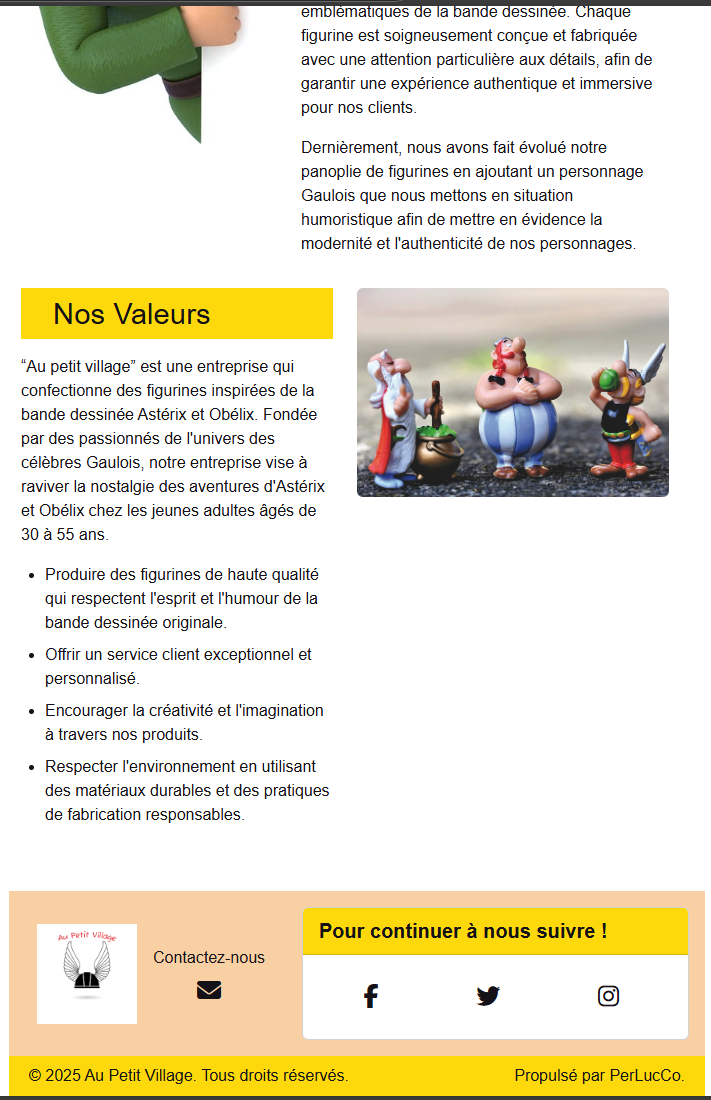 emblématiques de la bande dessinée. Chaque
figurine est soigneusement conçue et fabriquée
avec une attention particulière aux détails, afin de
garantir une expérience authentique et immersive
pour nos clients.
Dernièrement, nous avons fait évolué notre
panoplie de figurines en ajoutant un personnage
Gaulois que nous mettons en situation
humoristique afin de mettre en évidence la
modernité et l'authenticité de nos personnages.
Nos Valeurs
“Au petit village” est une entreprise qui
confectionne des figurines inspirées de la
bande dessinée Astérix et Obélix. Fondée
par des passionnés de l'univers des
célèbres Gaulois, notre entreprise vise à
raviver la nostalgie des aventures d'Astérix
et Obélix chez les jeunes adultes âgés de
30 à 55 ans.
• Produire des figurines de haute qualité
qui respectent l'esprit et l'humour de la
bande dessinée originale.
• Offrir un service client exceptionnel et
personnalisé.
• Encourager la créativité et l'imagination
à travers nos produits.
• Respecter l'environnement en utilisant
des matériaux durables et des pratiques
de fabrication responsables.
Au Petit Village
Contactez-nous
Pour continuer à nous suivre !
© 2025 Au Petit Village. Tous droits réservés.
Propulsé par PerLucCo.